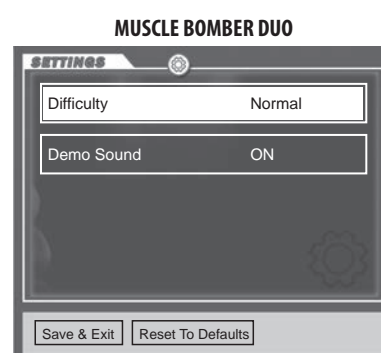 MUSCLE BOMBER DUO
SETTINGS
Difficulty Normal
Demo Sound ON
Save & Exit Reset To Defaults